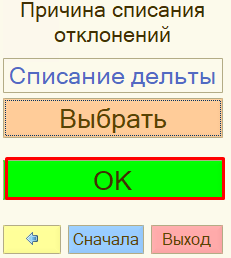 Причина списания
отклонений
Списание дельты
Выбрать
OK
Сначала Выход